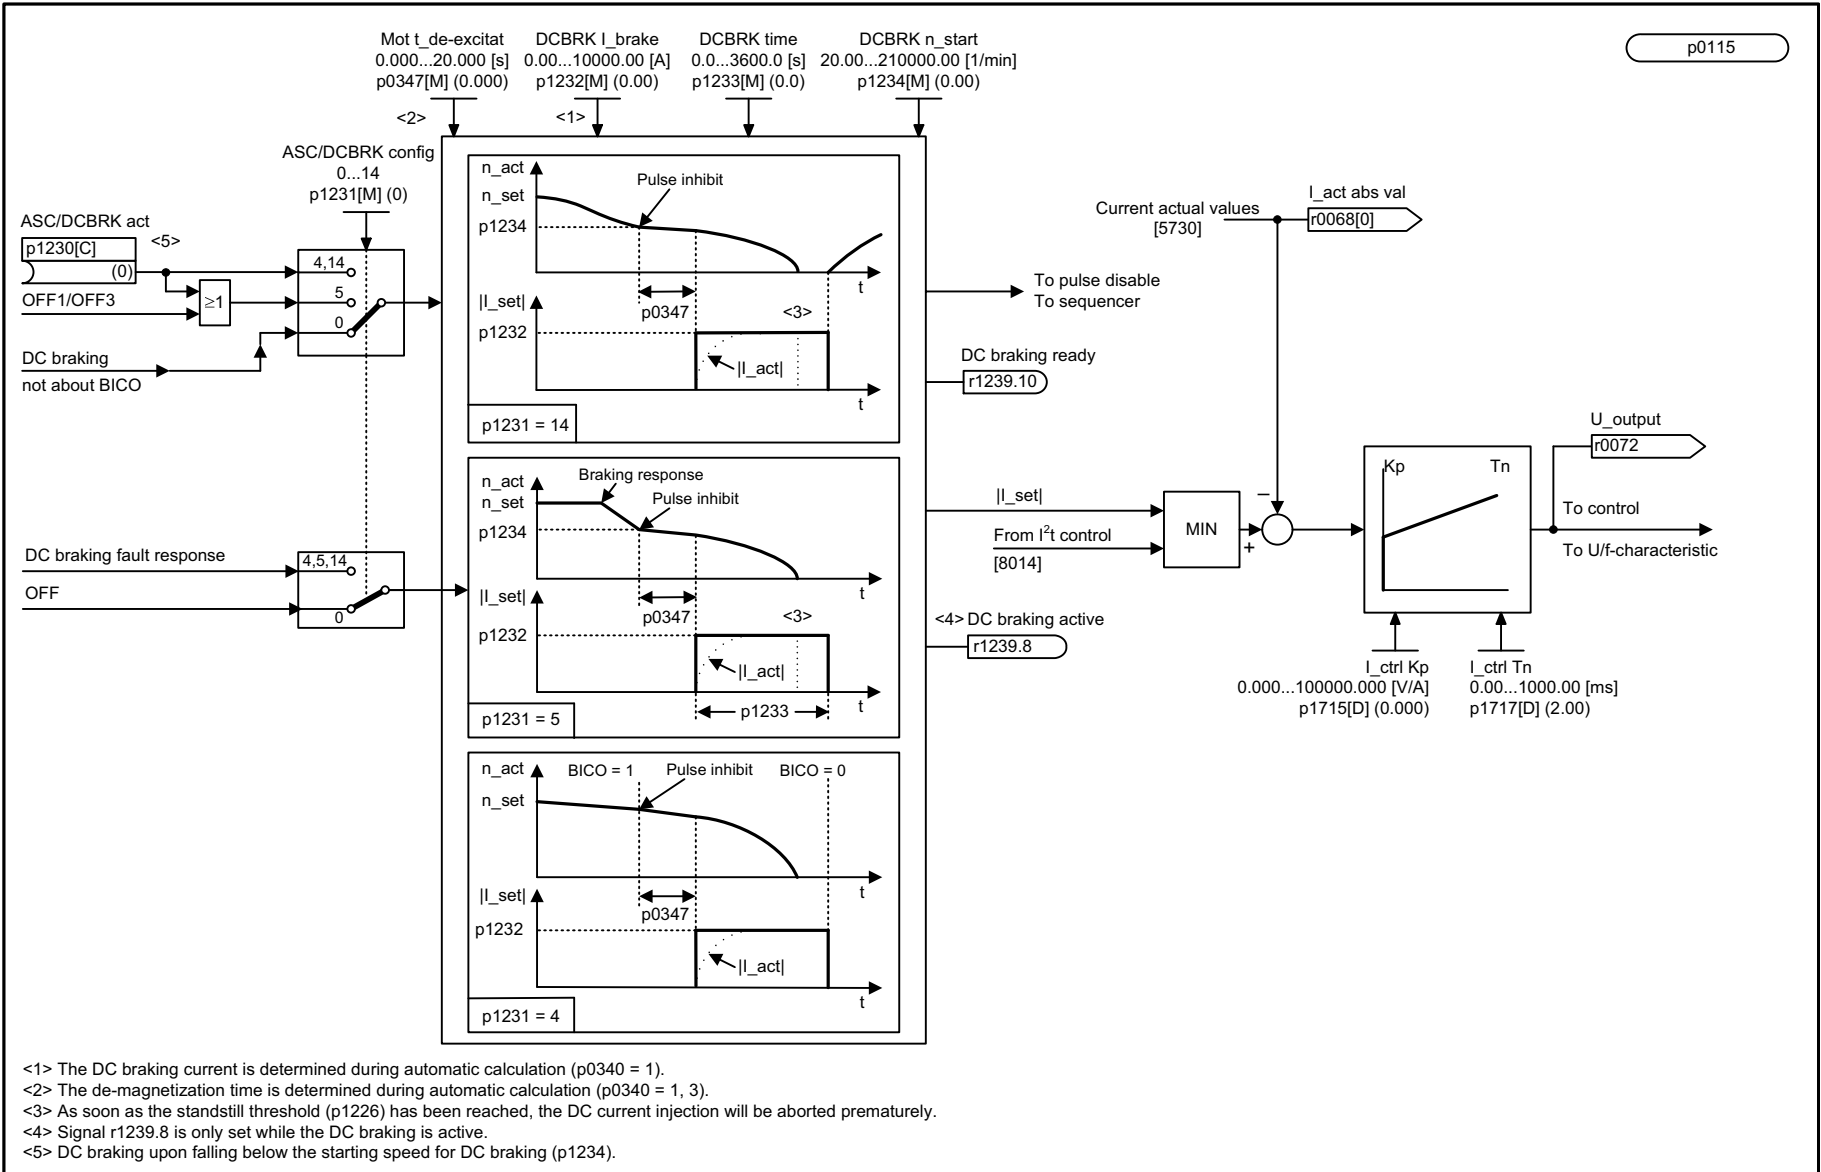 Mot t_de-excitat
0.000...20.000 [s]
p0347[M] (0.000)
<2>
DCBRK I_brake
0.00...10000.00 [A]
p1232[M] (0.00)
<1>
DCBRK time
0.0...3600.0 [s]
p1233[M] (0.0)
DCBRK n_start
20.00...210000.00 [1/min]
p1234[M] (0.00)
p0115
ASC/DCBRK config
0...14
p1231[M] (0)
ASC/DCBRK act
p1230[C]
(0)
<5>
OFF1/OFF3
≥1
4,14
5
0
DC braking
not about BICO
DC braking fault response
OFF
4,5,14
0
n_act
n_set
p1234
Pulse inhibit
t
|I_set|
p0347
p1232
<3>
|I_act|
t
p1231 = 14
n_act
n_set
p1234
Braking response
Pulse inhibit
t
|I_set|
p0347
p1232
<3>
|I_act|
p1233
t
p1231 = 5
n_act
BICO = 1
Pulse inhibit
BICO = 0
n_set
t
|I_set|
p0347
p1232
|I_act|
t
p1231 = 4
Current actual values
[5730]
I_act abs val
r0068[0]
To pulse disable
To sequencer
DC braking ready
r1239.10
|I_set|
From I²t control
[8014]
MIN
–
+
<4> DC braking active
r1239.8
Kp
Tn
U_output
r0072
To control
To U/f-characteristic
I_ctrl Kp
0.000...100000.000 [V/A]
p1715[D] (0.000)
I_ctrl Tn
0.00...1000.00 [ms]
p1717[D] (2.00)
<1> The DC braking current is determined during automatic calculation (p0340 = 1).
<2> The de-magnetization time is determined during automatic calculation (p0340 = 1, 3).
<3> As soon as the standstill threshold (p1226) has been reached, the DC current injection will be aborted prematurely.
<4> Signal r1239.8 is only set while the DC braking is active.
<5> DC braking upon falling below the starting speed for DC braking (p1234).